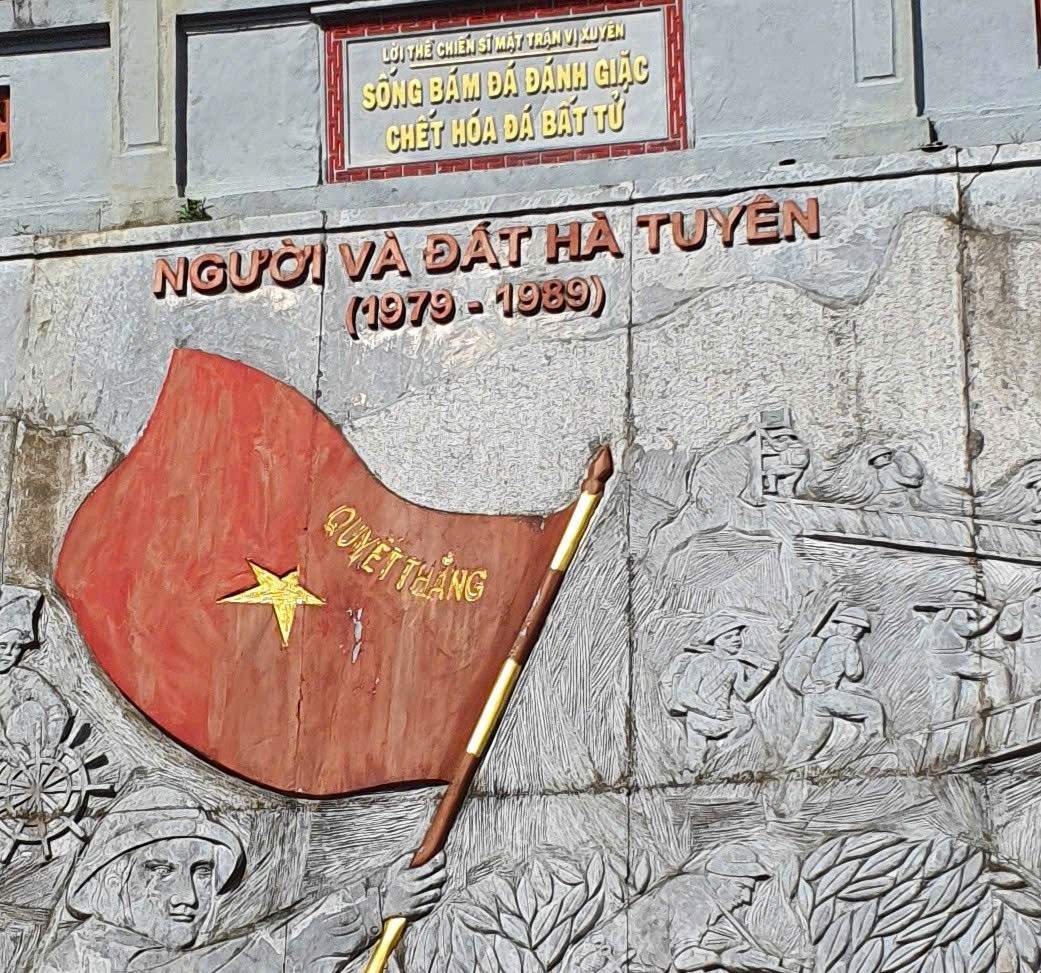 LỜI THỀ CHIẾN SĨ MẶT TRẬN VỊ XUYÊN
SỐNG BÁM ĐÁ ĐÁNH GIẶC
CHẾT HÓA ĐÁ BẤT TỬ
NGƯỜI VÀ ĐẤT HÀ TUYÊN
(1979 - 1989)
QUYẾT THẮNG